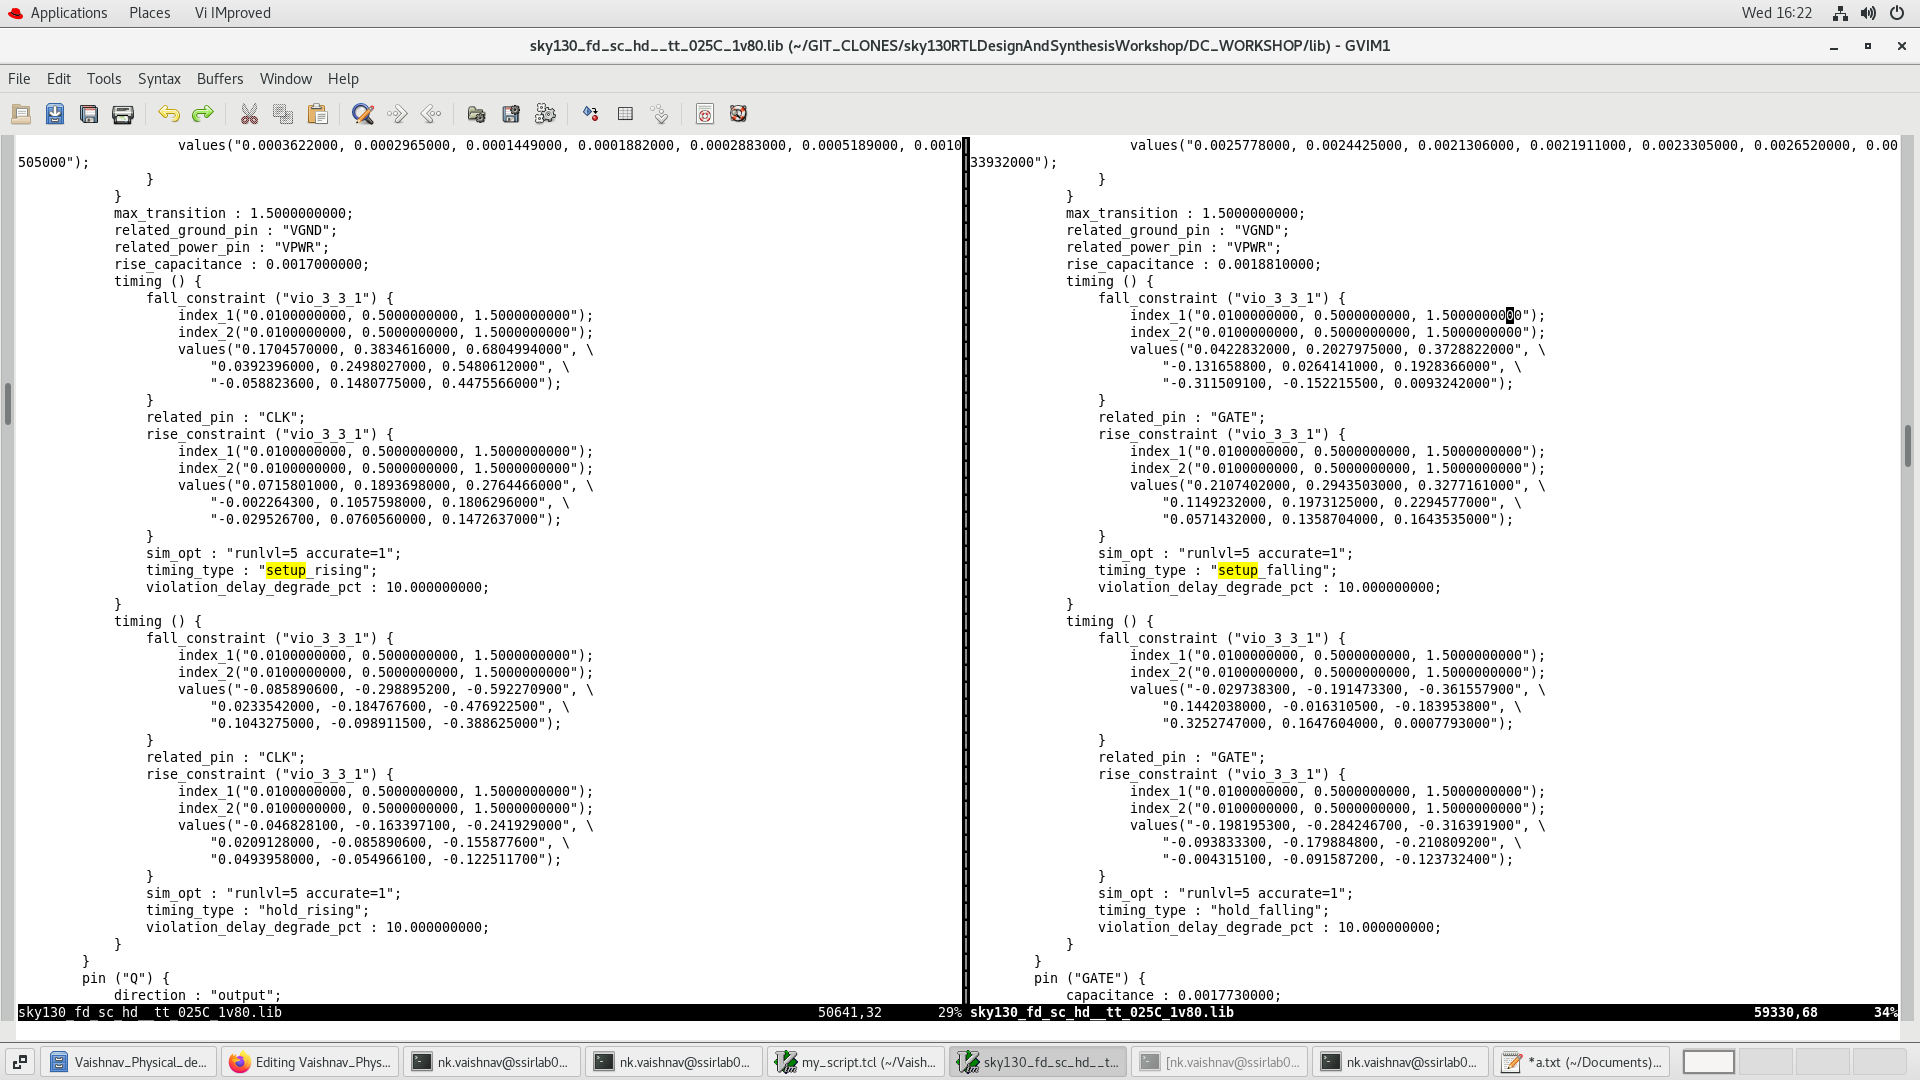 Applications Places Vi IMproved Wed 16:22
sky130_fd_sc_hd__tt_025C_1v80.lib (~/GIT_CLONES/sky130RTLDesignAndSynthesisWorkshop/DC_WORKSHOP/lib) - GVIM1
File Edit Tools Syntax Buffers Window Help
values("0.0003622000, 0.0002965000, 0.0001449000, 0.0001882000, 0.0002883000, 0.0005189000, 0.0010
505000");
}
}
max_transition : 1.5000000000;
related_ground_pin : "VGND";
related_power_pin : "VPWR";
rise_capacitance : 0.0017000000;
timing () {
fall_constraint ("vio_3_3_1") {
index_1("0.0100000000, 0.5000000000, 1.5000000000");
index_2("0.0100000000, 0.5000000000, 1.5000000000");
values("0.1704570000, 0.3834616000, 0.6804994000", \
"0.0392396000, 0.2498027000, 0.5480612000", \
"-0.058823600, 0.1480775000, 0.4475566000");
}
related_pin : "CLK";
rise_constraint ("vio_3_3_1") {
index_1("0.0100000000, 0.5000000000, 1.5000000000");
index_2("0.0100000000, 0.5000000000, 1.5000000000");
values("0.0715801000, 0.1893698000, 0.2764466000", \
"-0.002264300, 0.1057598000, 0.1806296000", \
"-0.029526700, 0.0760560000, 0.1472637000");
}
sim_opt : "runlvl=5 accurate=1";
timing_type : "setup_rising";
violation_delay_degrade_pct : 10.000000000;
}
timing () {
fall_constraint ("vio_3_3_1") {
index_1("0.0100000000, 0.5000000000, 1.5000000000");
index_2("0.0100000000, 0.5000000000, 1.5000000000");
values("-0.085890600, -0.298895200, -0.592270900", \
"0.0233542000, -0.184767600, -0.476922500", \
"0.1043275000, -0.098911500, -0.388625000");
}
related_pin : "CLK";
rise_constraint ("vio_3_3_1") {
index_1("0.0100000000, 0.5000000000, 1.5000000000");
index_2("0.0100000000, 0.5000000000, 1.5000000000");
values("-0.046828100, -0.163397100, -0.241929000", \
"0.0209128000, -0.085890600, -0.155877600", \
"0.0493958000, -0.054966100, -0.122511700");
}
sim_opt : "runlvl=5 accurate=1";
timing_type : "hold_rising";
violation_delay_degrade_pct : 10.000000000;
}
}
pin ("Q") {
direction : "output";
sky130_fd_sc_hd__tt_025C_1v80.lib 50641,32 29%
values("0.0025778000, 0.0024425000, 0.0021306000, 0.0021911000, 0.0023305000, 0.0026520000, 0.00
33932000");
}
}
max_transition : 1.5000000000;
related_ground_pin : "VGND";
related_power_pin : "VPWR";
rise_capacitance : 0.0018810000;
timing () {
fall_constraint ("vio_3_3_1") {
index_1("0.0100000000, 0.5000000000, 1.5000000000");
index_2("0.0100000000, 0.5000000000, 1.5000000000");
values("0.0422832000, 0.2027975000, 0.3728822000", \
"-0.131658800, 0.0264141000, 0.1928366000", \
"-0.311509100, -0.152215500, 0.0093242000");
}
related_pin : "GATE";
rise_constraint ("vio_3_3_1") {
index_1("0.0100000000, 0.5000000000, 1.5000000000");
index_2("0.0100000000, 0.5000000000, 1.5000000000");
values("0.2107402000, 0.2943503000, 0.3277161000", \
"0.1149232000, 0.1973125000, 0.2294577000", \
"0.0571432000, 0.1358704000, 0.1643535000");
}
sim_opt : "runlvl=5 accurate=1";
timing_type : "setup_falling";
violation_delay_degrade_pct : 10.000000000;
}
timing () {
fall_constraint ("vio_3_3_1") {
index_1("0.0100000000, 0.5000000000, 1.5000000000");
index_2("0.0100000000, 0.5000000000, 1.5000000000");
values("-0.029738300, -0.191473300, -0.361557900", \
"0.1442038000, -0.016310500, -0.183953800", \
"0.3252747000, 0.1647604000, 0.0007793000");
}
related_pin : "GATE";
rise_constraint ("vio_3_3_1") {
index_1("0.0100000000, 0.5000000000, 1.5000000000");
index_2("0.0100000000, 0.5000000000, 1.5000000000");
values("-0.198195300, -0.284246700, -0.316391900", \
"-0.093833300, -0.179884800, -0.210809200", \
"-0.004315100, -0.091587200, -0.123732400");
}
sim_opt : "runlvl=5 accurate=1";
timing_type : "hold_falling";
violation_delay_degrade_pct : 10.000000000;
}
}
pin ("GATE") {
capacitance : 0.0017730000;
sky130_fd_sc_hd__tt_025C_1v80.lib 59330,68 34%
Vaishnav_Physical_de... Editing Vaishnav_Phys... nk.vaishnav@ssirlab0... nk.vaishnav@ssirlab0... my_script.tcl (~/Vaish... sky130_fd_sc_hd__t... [nk.vaishnav@ssirlab0... nk.vaishnav@ssirlab0... *a.txt (~/Documents)...